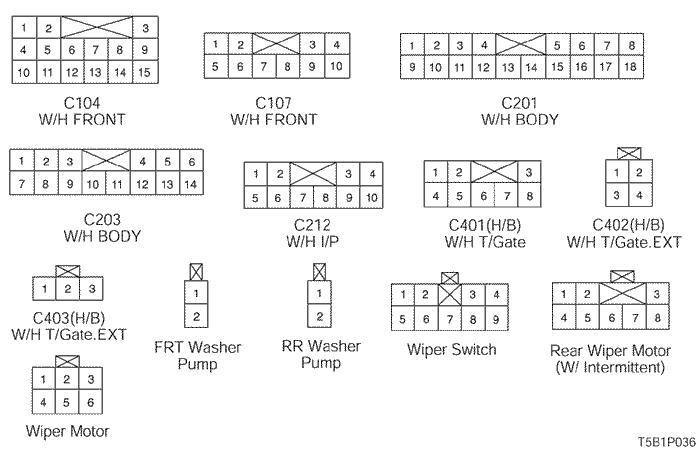 1 2 3
4 5 6 7 8 9
10 11 12 13 14 15
C104
W/H FRONT
1 2 3 4
5 6 7 8 9 10
C107
W/H FRONT
1 2 3 4 5 6 7 8
9 10 11 12 13 14 15 16 17 18
C201
W/H BODY
1 2 3 4 5 6
7 8 9 10 11 12 13 14
C203
W/H BODY
1 2 3 4
5 6 7 8 9 10
C212
W/H I/P
1 2 3
4 5 6 7 8
C401(H/B)
W/H T/Gate
1 2
3 4
C402(H/B)
W/H T/Gate.EXT
1 2 3
C403(H/B)
W/H T/Gate.EXT
1
2
FRT Washer
Pump
1
2
RR Washer
Pump
1 2 3 4
5 6 7 8 9
Wiper Switch
1 2 3
4 5 6 7 8
Rear Wiper Motor
(W/ Intermittent)
1 2 3
4 5 6
Wiper Motor
T5B1P036